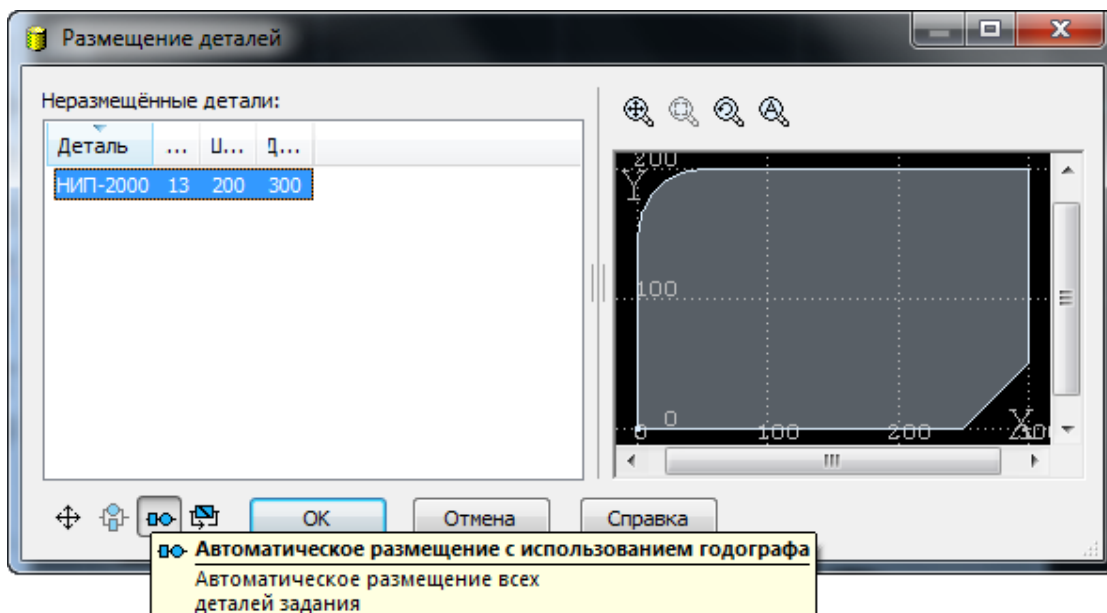 Размещение деталей
Неразмещённые детали:
Деталь ... Ш... Д...
НИП-2000 13 200 300
200
Y
100
0
0 100 200 X
ОК Отмена Справка
Автоматическое размещение с использованием годографа
Автоматическое размещение всех
деталей задания